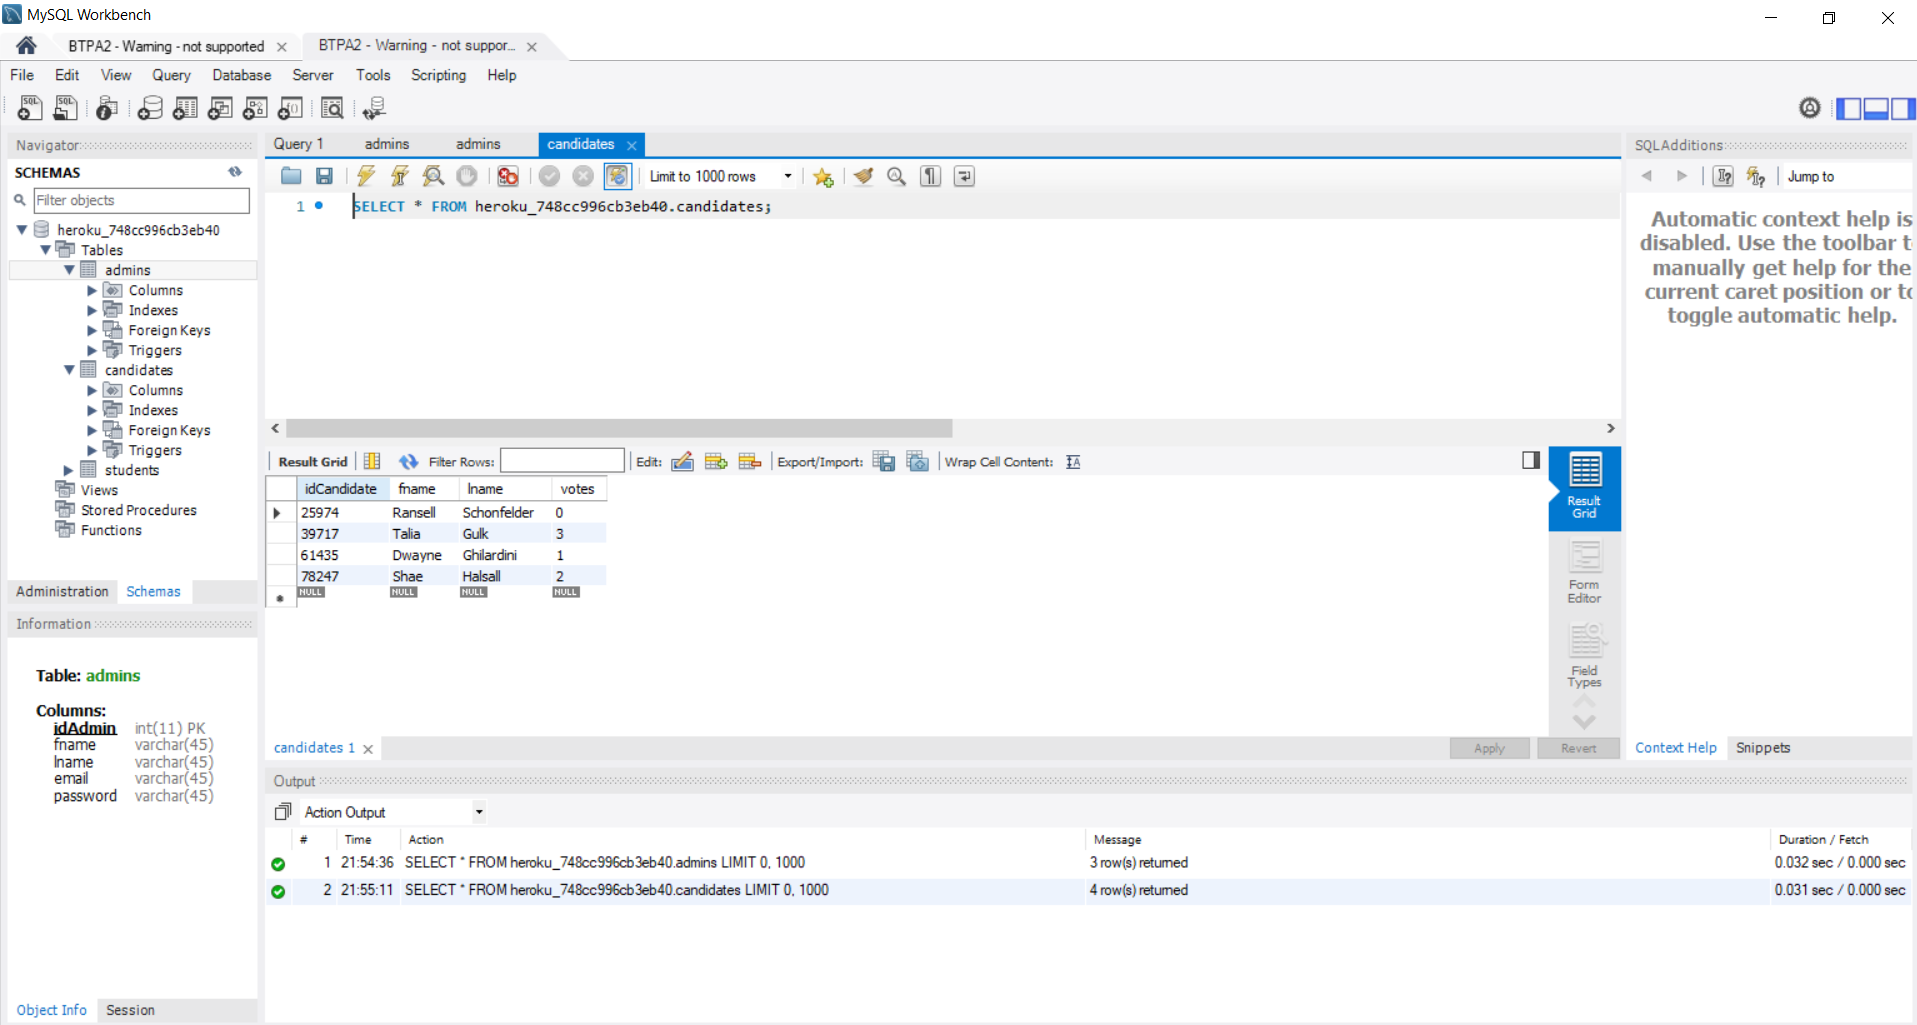 MySQL Workbench
BTPA2 - Warning - not supported
BTPA2 - Warning - not suppor...
File Edit View Query Database Server Tools Scripting Help
Navigator
SCHEMAS
Filter objects
heroku_748cc996cb3eb40
Tables
admins
Columns
Indexes
Foreign Keys
Triggers
candidates
Columns
Indexes
Foreign Keys
Triggers
students
Views
Stored Procedures
Functions
Administration Schemas
Information
Table: admins
Columns:
idAdmin int(11) PK
fname varchar(45)
lname varchar(45)
email varchar(45)
password varchar(45)
Object Info Session
Query 1 admins admins candidates
Limit to 1000 rows
1 SELECT * FROM heroku_748cc996cb3eb40.candidates;
Result Grid Filter Rows: Edit: Export/Import: Wrap Cell Content:
idCandidate fname lname votes
25974 Ransell Schonfelder 0
39717 Talia Gulk 3
61435 Dwayne Ghilardini 1
78247 Shae Halsall 2
NULL NULL NULL NULL
Result
Grid
Form
Editor
Field
Types
candidates 1
Apply Revert
SQLAdditions
Jump to
Automatic context help is
disabled. Use the toolbar t
manually get help for the
current caret position or to
toggle automatic help.
Context Help Snippets
Output
Action Output
# Time Action Message Duration / Fetch
1 21:54:36 SELECT * FROM heroku_748cc996cb3eb40.admins LIMIT 0, 1000 3 row(s) returned 0.032 sec / 0.000 sec
2 21:55:11 SELECT * FROM heroku_748cc996cb3eb40.candidates LIMIT 0, 1000 4 row(s) returned 0.031 sec / 0.000 sec